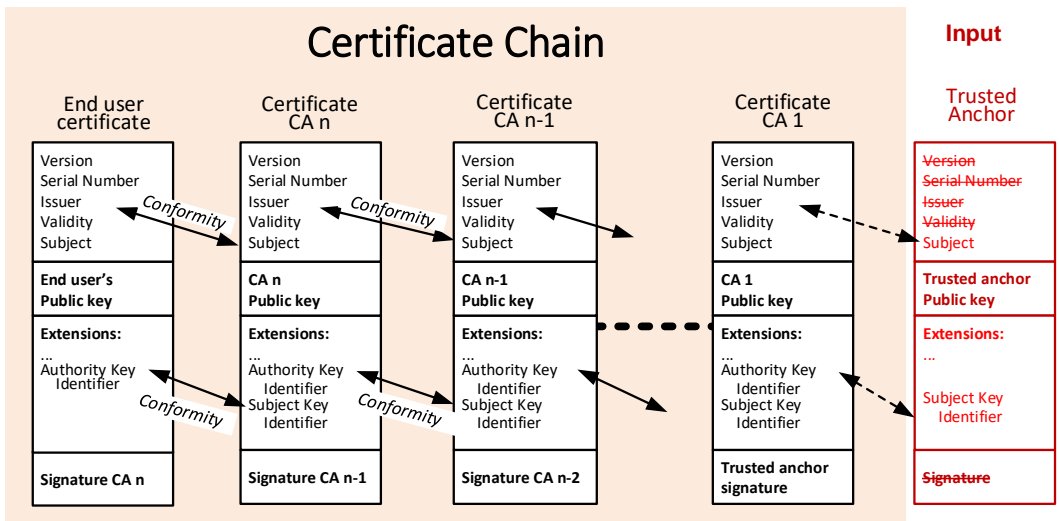 Certificate Chain
Input
End user
certificate
Certificate
CA n
Certificate
CA n-1
Certificate
CA 1
Trusted
Anchor
Version
Serial Number
Issuer
Validity
Subject
End user’s
Public key
Extensions:
...
Authority Key
Identifier
Signature CA n
Conformity
Conformity
Version
Serial Number
Issuer
Validity
Subject
CA n
Public key
Extensions:
...
Authority Key
Identifier
Subject Key
Identifier
Signature CA n-1
Conformity
Conformity
Version
Serial Number
Issuer
Validity
Subject
CA n-1
Public key
Extensions:
...
Authority Key
Identifier
Subject Key
Identifier
Signature CA n-2
Version
Serial Number
Issuer
Validity
Subject
CA 1
Public key
Extensions:
...
Authority Key
Identifier
Subject Key
Identifier
Trusted anchor
signature
Version
Serial Number
Issuer
Validity
Subject
Trusted anchor
Public key
Extensions:
...
Subject Key
Identifier
Signature